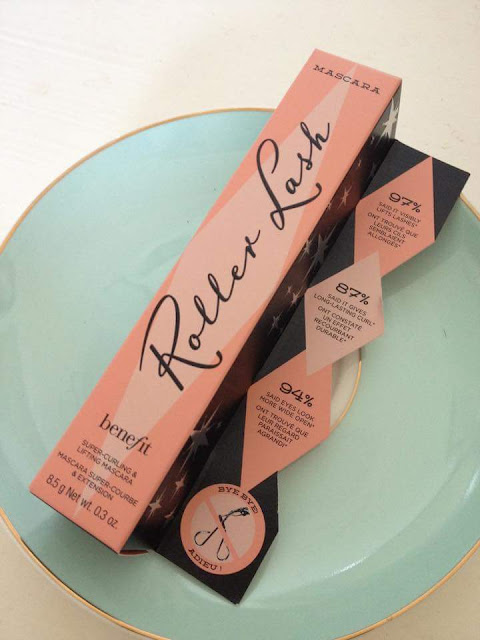 MASCARA
Roller Lash
benefit
SUPER-CURLING &
LIFTING MASCARA
MASCARA SUPER-COURBE
& EXTENSION
8.5 g Net wt. 0.3 oz.
97%
SAID IT VISIBLY
LIFTS LASHES*
ONT TROUVÉ QUE
LEURS CILS
SEMBLAIENT
ALLONGÉS*
87%
SAID IT GIVES
LONG-LASTING CURL*
ONT CONSTATÉ
UN EFFET
RECOURBANT
DURABLE*
94%
SAID EYES LOOK
MORE WIDE OPEN*
ONT TROUVÉ QUE
LEUR REGARD
PARAISSAIT
AGRANDI*
BYE,BYE
ADIEU!